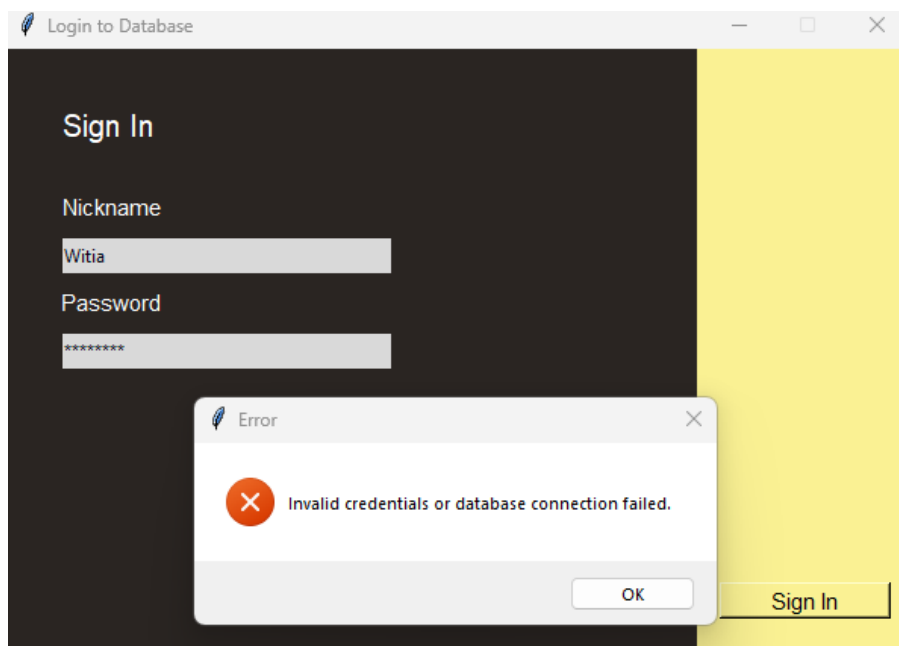 Login to Database
Sign In
Nickname
Witia
Password
********
Error
Invalid credentials or database connection failed.
OK
Sign In